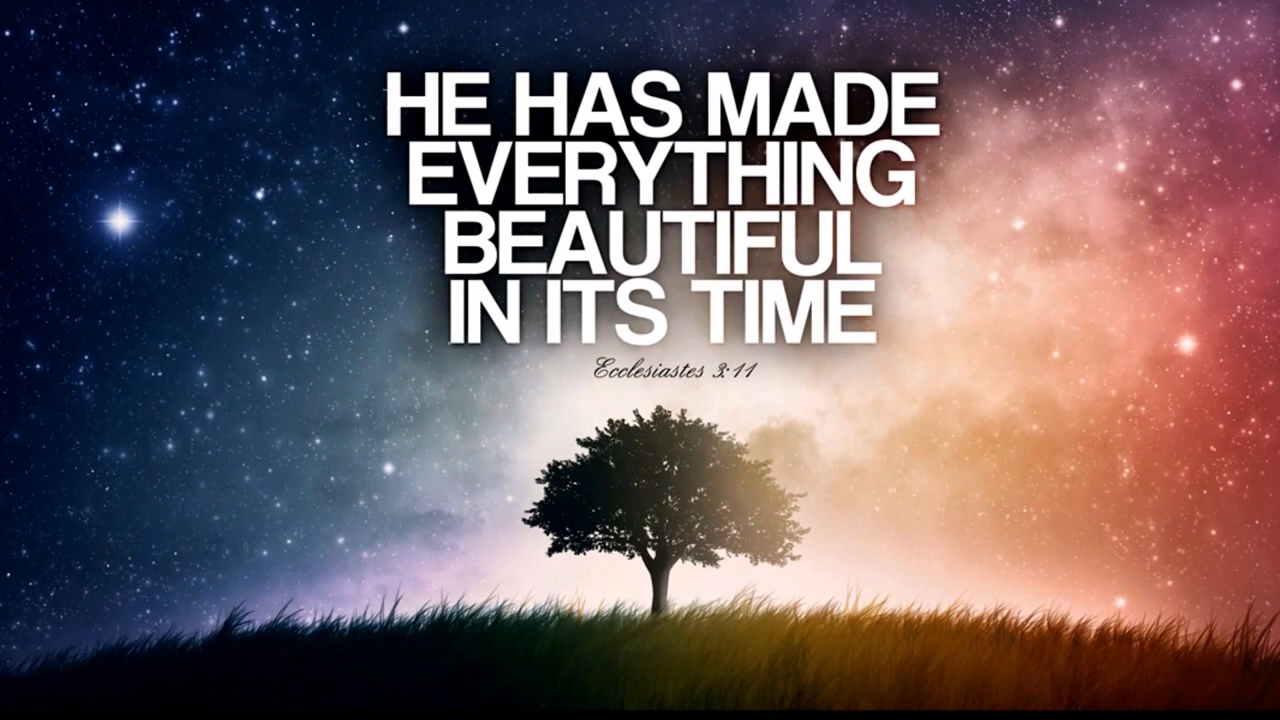 HE HAS MADE
EVERYTHING
BEAUTIFUL
IN ITS TIME
Ecclesiastes 3:11